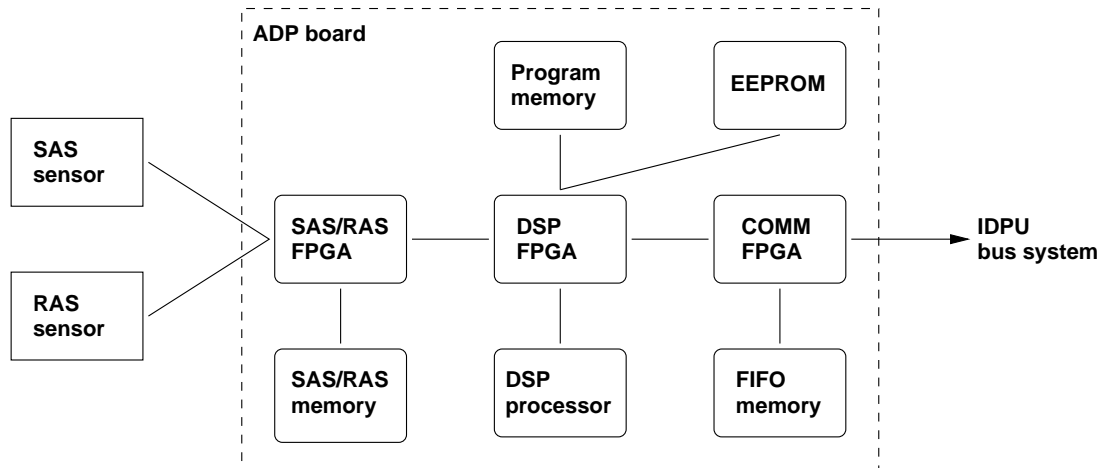 ADP board
Program
memory
EEPROM
SAS
sensor
SAS/RAS
FPGA
DSP
FPGA
COMM
FPGA
IDPU
bus system
RAS
sensor
SAS/RAS
memory
DSP
processor
FIFO
memory